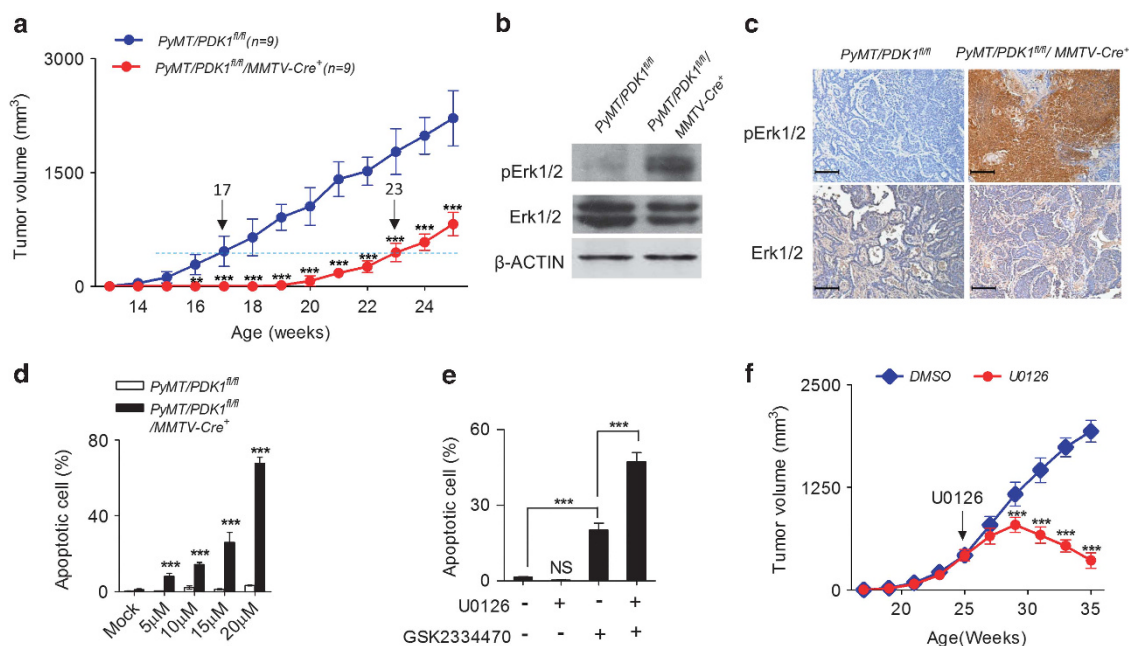 a
PyMT/PDK1fl/fl (n=9)
PyMT/PDK1fl/fl/MMTV-Cre+ (n=9)
Tumor volume (mm3)
3000
1500
0
17
23
** *** *** *** *** *** *** *** *** ***
14 16 18 20 22 24
Age (weeks)
b
PyMT/PDK1fl/fl
PyMT/PDK1fl/fl/
MMTV-Cre+
pErk1/2
Erk1/2
β-ACTIN
c
PyMT/PDK1fl/fl PyMT/PDK1fl/fl/ MMTV-Cre+
pErk1/2
Erk1/2
d
PyMT/PDK1fl/fl
PyMT/PDK1fl/fl
/MMTV-Cre+
Apoptotic cell (%)
80
40
0
*** *** *** ***
Mock 5μM 10μM 15μM 20μM
e
Apoptotic cell (%)
60
30
0
***
***
NS
U0126 - + - +
GSK2334470 - - + +
f
DMSO U0126
Tumor volume (mm3)
2500
1250
0
U0126
*** *** *** ***
20 25 30 35
Age(Weeks)